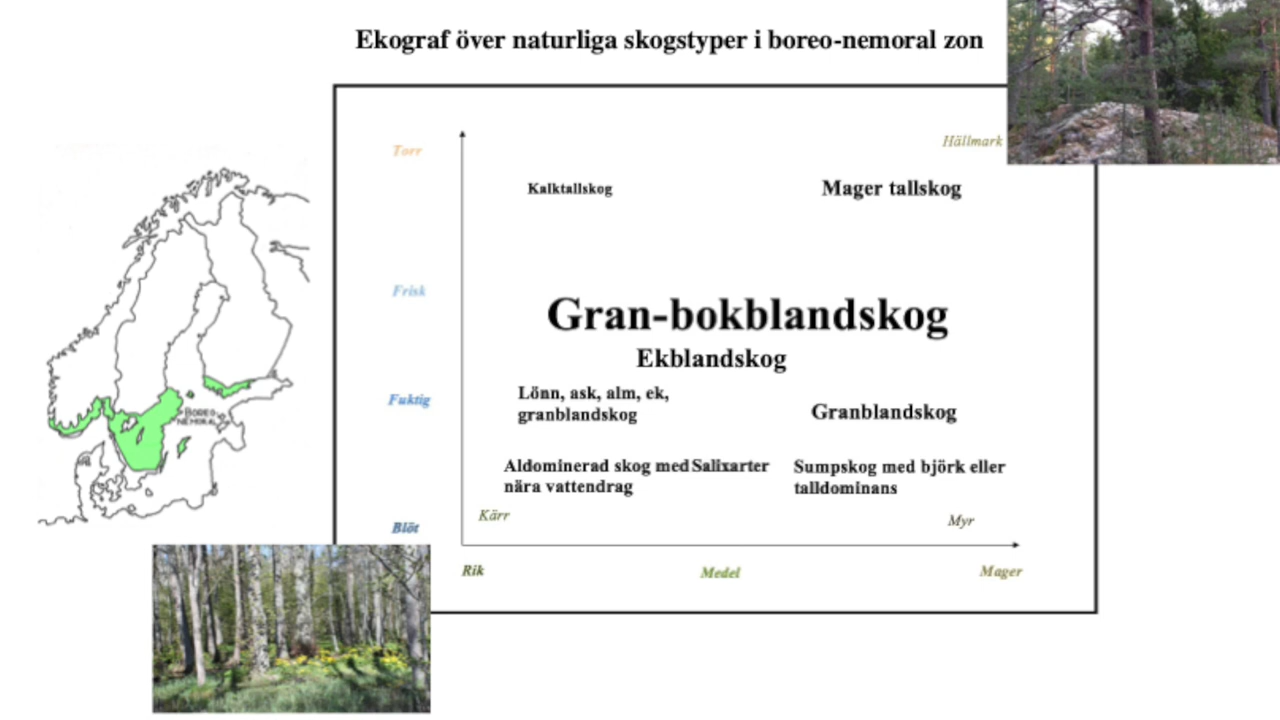 Ekograf över naturliga skogstyper i boreo-nemoral zon
Torr
Hällmark
Kalktallskog
Mager tallskog
Frisk
Gran-bokblandskog
Ekblandskog
Lönn, ask, alm, ek,
granblandskog
Fuktig
Granblandskog
BOREO
NEMORAL
Aldominerad skog med Salixarter
nära vattendrag
Sumpskog med björk eller
talldominans
Kärr
Myr
Blöt
Rik
Medel
Mager